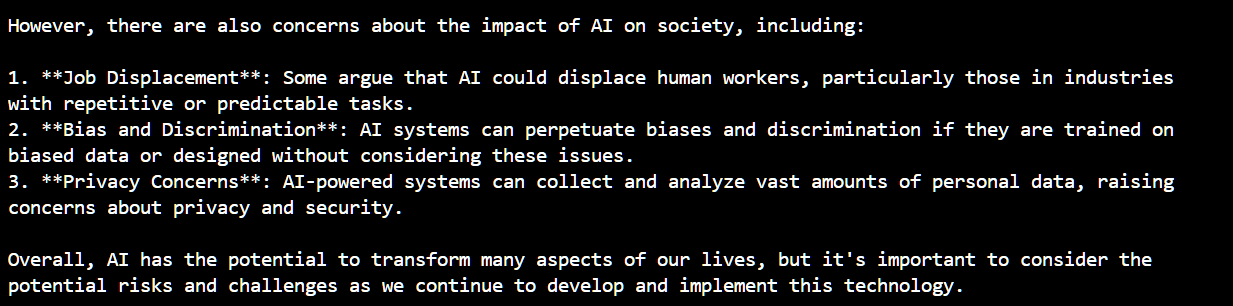 However, there are also concerns about the impact of AI on society, including:
1. **Job Displacement**: Some argue that AI could displace human workers, particularly those in industries
with repetitive or predictable tasks.
2. **Bias and Discrimination**: AI systems can perpetuate biases and discrimination if they are trained on
biased data or designed without considering these issues.
3. **Privacy Concerns**: AI-powered systems can collect and analyze vast amounts of personal data, raising
concerns about privacy and security.
Overall, AI has the potential to transform many aspects of our lives, but it's important to consider the
potential risks and challenges as we continue to develop and implement this technology.